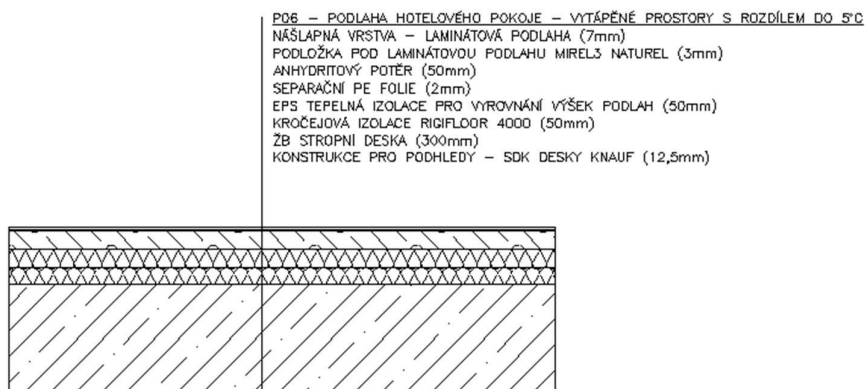 P06 – PODLAHA HOTELOVÉHO POKOJE – VYTÁPĚNÉ PROSTORY S ROZDÍLEM DO 5°C
NÁŠLAPNÁ VRSTVA – LAMINÁTOVÁ PODLAHA (7mm)
PODLOŽKA POD LAMINÁTOVOU PODLAHU MIREL3 NATUREL (3mm)
ANHYDRITOVÝ POTĚR (50mm)
SEPARAČNÍ PE FOLIE (2mm)
EPS TEPELNÁ IZOLACE PRO VYROVNÁNÍ VÝŠEK PODLAH (50mm)
KROČEJOVÁ IZOLACE RIGIFLOOR 4000 (50mm)
ŽB STROPNÍ DESKA (300mm)
KONSTRUKCE PRO PODHLEDY – SDK DESKY KNAUF (12,5mm)